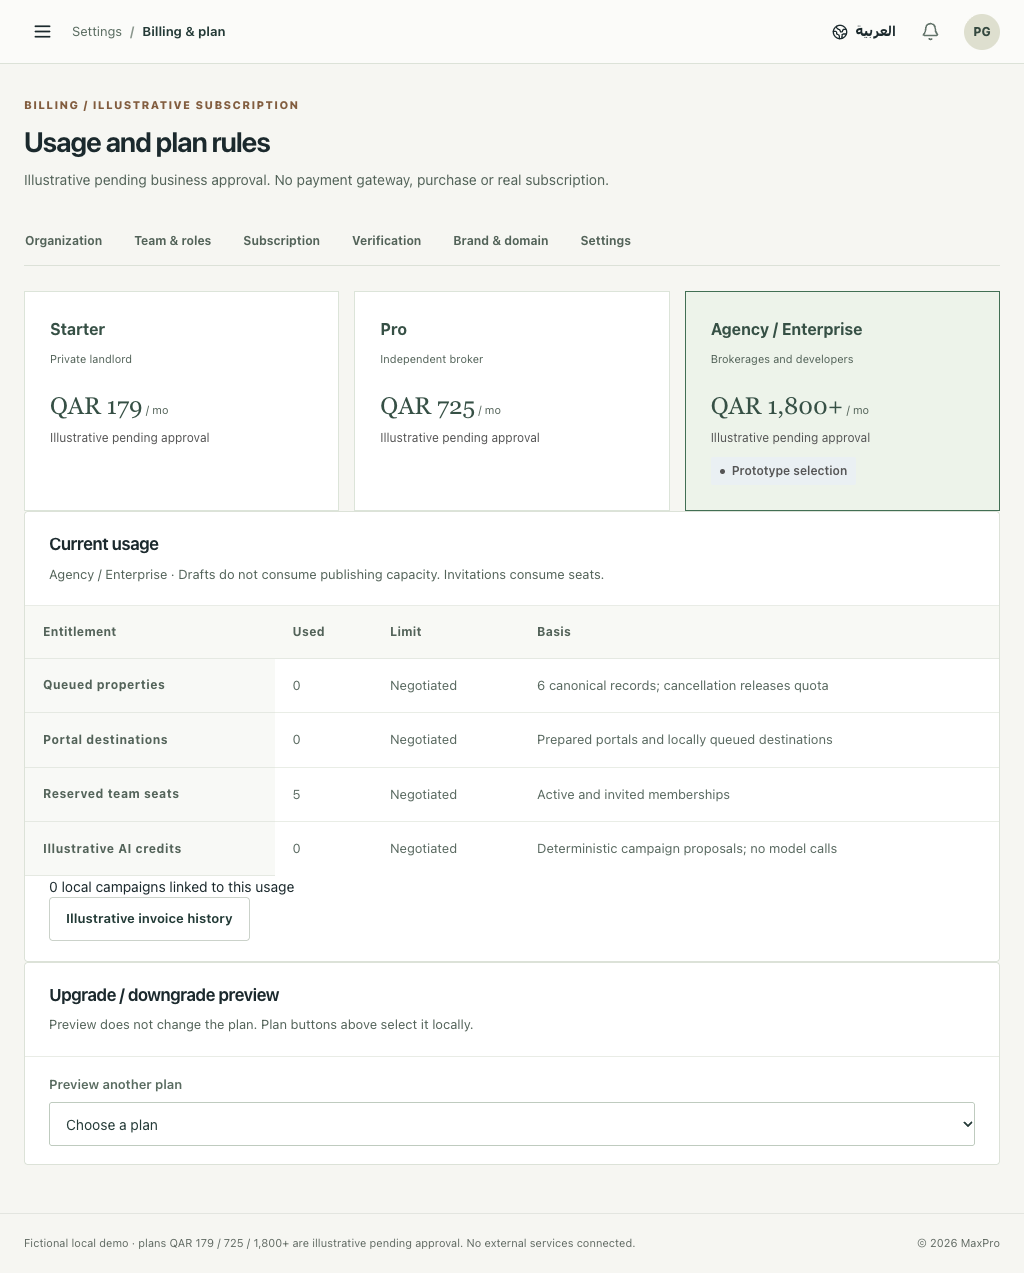 Settings / Billing & plan
العربية
PG
BILLING / ILLUSTRATIVE SUBSCRIPTION
Usage and plan rules
Illustrative pending business approval. No payment gateway, purchase or real subscription.
Organization Team & roles Subscription Verification Brand & domain Settings
Starter
Private landlord
QAR 179 / mo
Illustrative pending approval
Pro
Independent broker
QAR 725 / mo
Illustrative pending approval
Agency / Enterprise
Brokerages and developers
QAR 1,800+ / mo
Illustrative pending approval
• Prototype selection
Current usage
Agency / Enterprise · Drafts do not consume publishing capacity. Invitations consume seats.
Entitlement Used Limit Basis
Queued properties 0 Negotiated 6 canonical records; cancellation releases quota
Portal destinations 0 Negotiated Prepared portals and locally queued destinations
Reserved team seats 5 Negotiated Active and invited memberships
Illustrative AI credits 0 Negotiated Deterministic campaign proposals; no model calls
0 local campaigns linked to this usage
Illustrative invoice history
Upgrade / downgrade preview
Preview does not change the plan. Plan buttons above select it locally.
Preview another plan
Choose a plan
Fictional local demo · plans QAR 179 / 725 / 1,800+ are illustrative pending approval. No external services connected.
© 2026 MaxPro